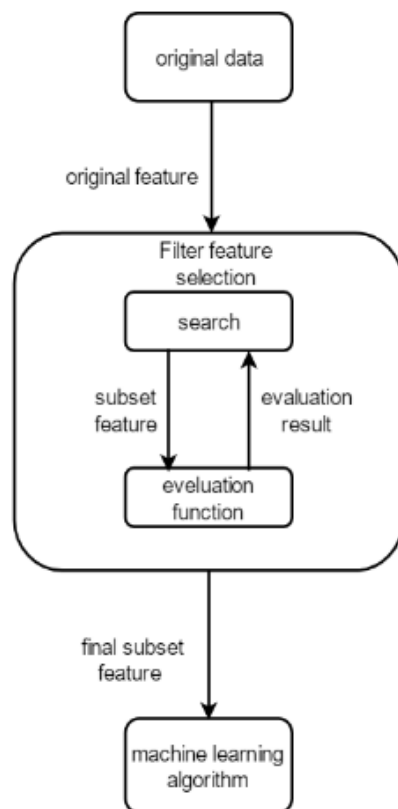 original data
original feature
Filter feature
selection
search
subset
feature
evaluation
result
eveluation
function
final subset
feature
machine learning
algorithm